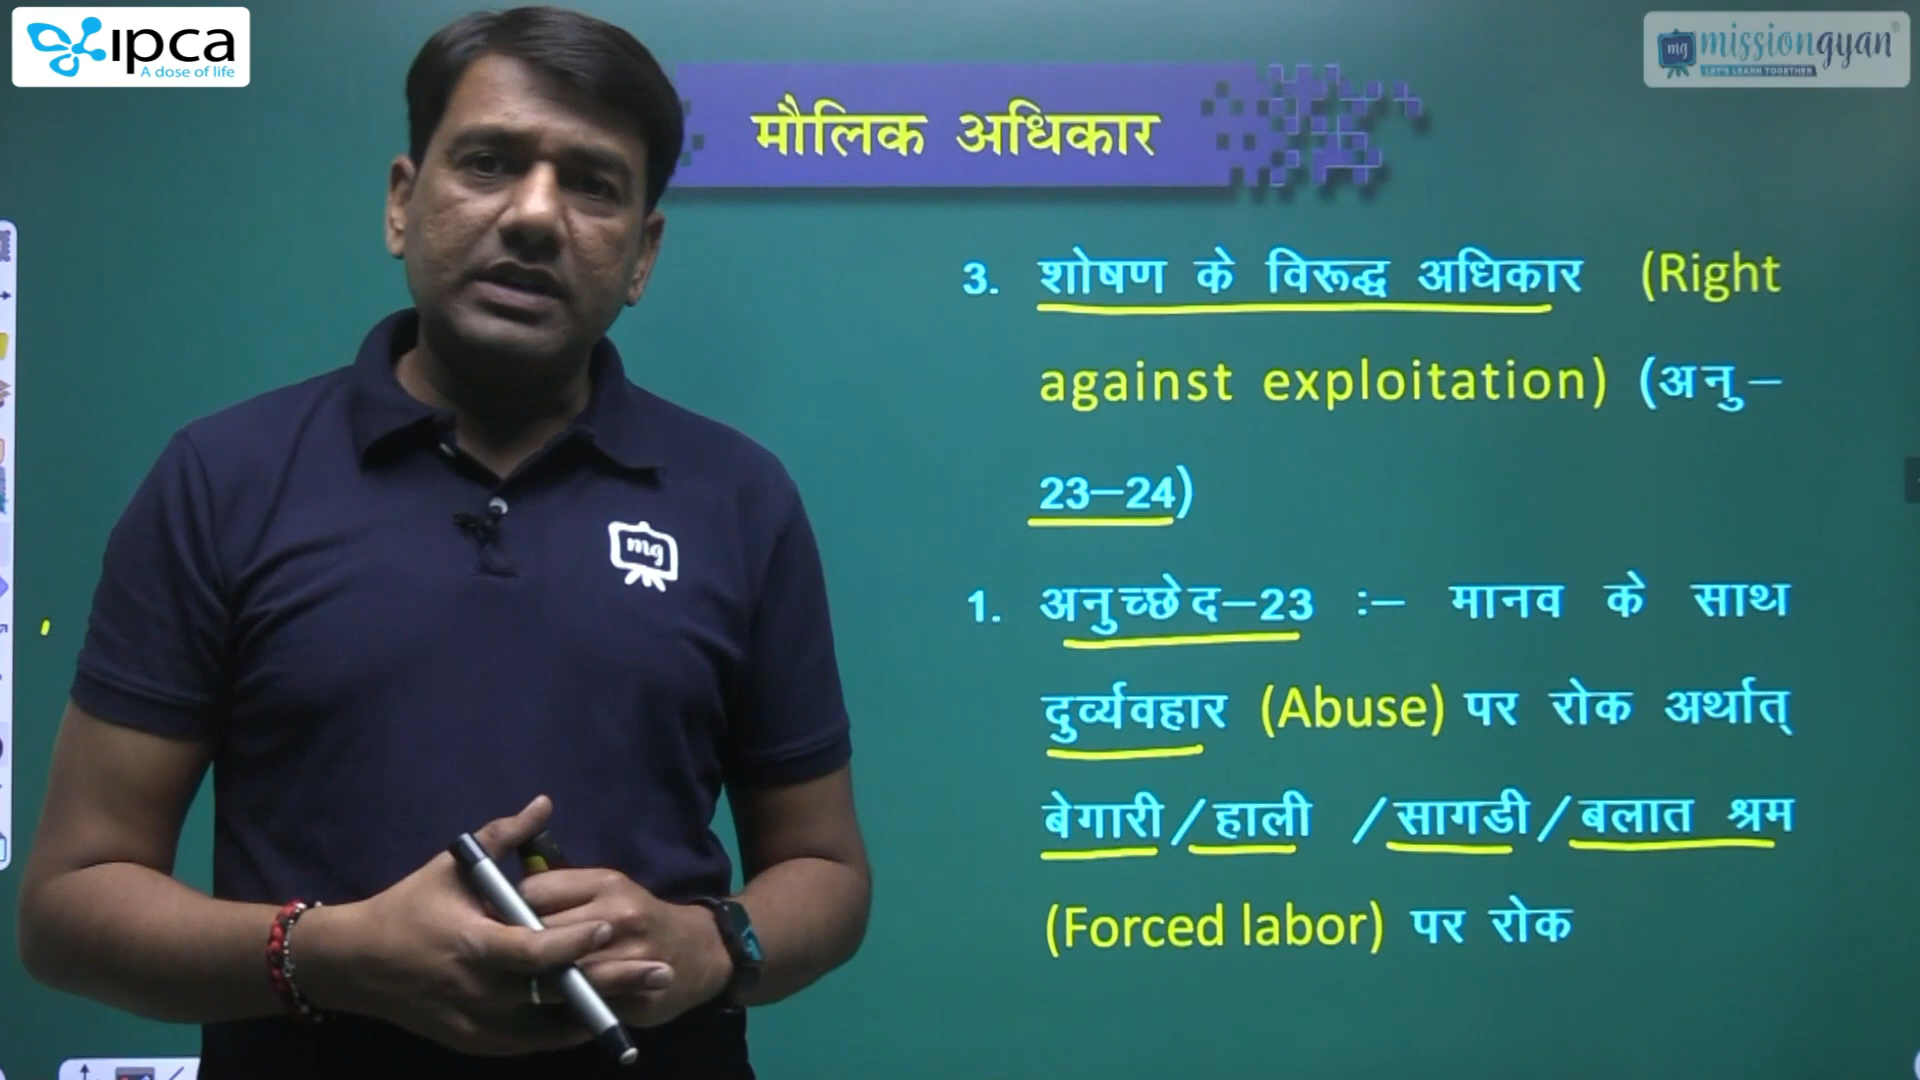 ipca
A dose of life
mg missiongyan
LET'S LEARN TOGETHER
मौलिक अधिकार
3. शोषण के विरूद्ध अधिकार (Right
against exploitation) (अनु–
23–24)
mg
1. अनुच्छेद–23 :– मानव के साथ
दुर्व्यवहार (Abuse) पर रोक अर्थात्
बेगारी/हाली /सागडी/बलात श्रम
(Forced labor) पर रोक